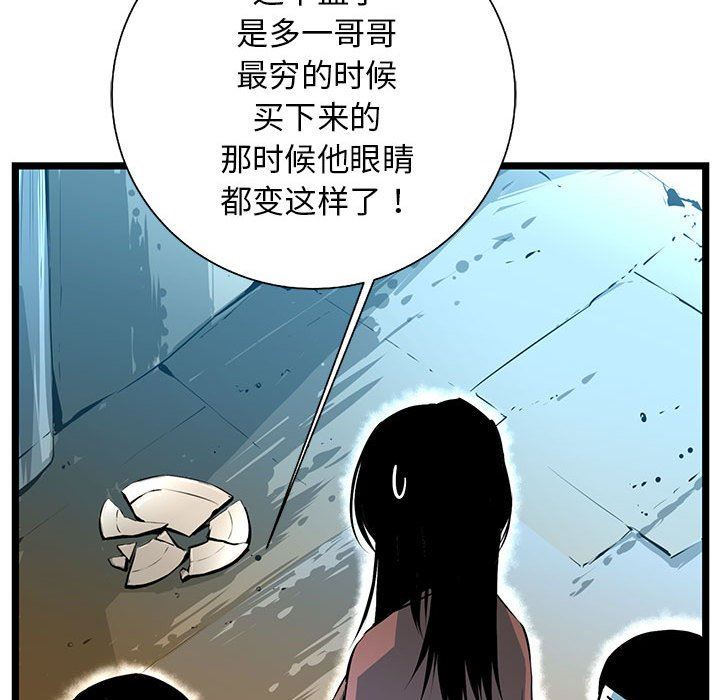 是多一哥哥
最穷的时候
买下来的
那时候他眼睛
都变这样了！